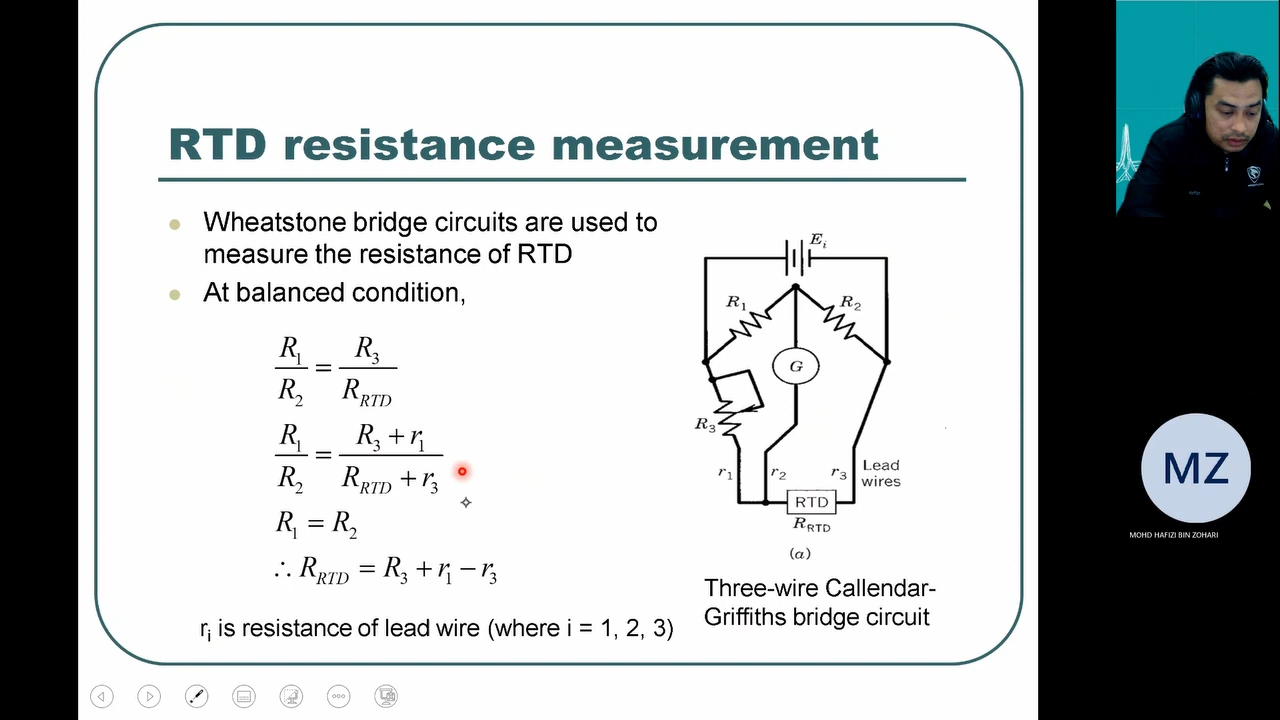 RTD resistance measurement
Wheatstone bridge circuits are used to
measure the resistance of RTD
At balanced condition,
R1/R2 = R3/RRTD
R1/R2 = (R3 + r1)/(RRTD + r3)
R1 = R2
∴ RRTD = R3 + r1 − r3
ri is resistance of lead wire (where i = 1, 2, 3)
Ei
R1
R2
G
R3
r1
r2
r3
Lead
wires
RTD
RRTD
(a)
Three-wire Callendar-
Griffiths bridge circuit
MZ
MOHD HAFIZI BIN ZOHARI